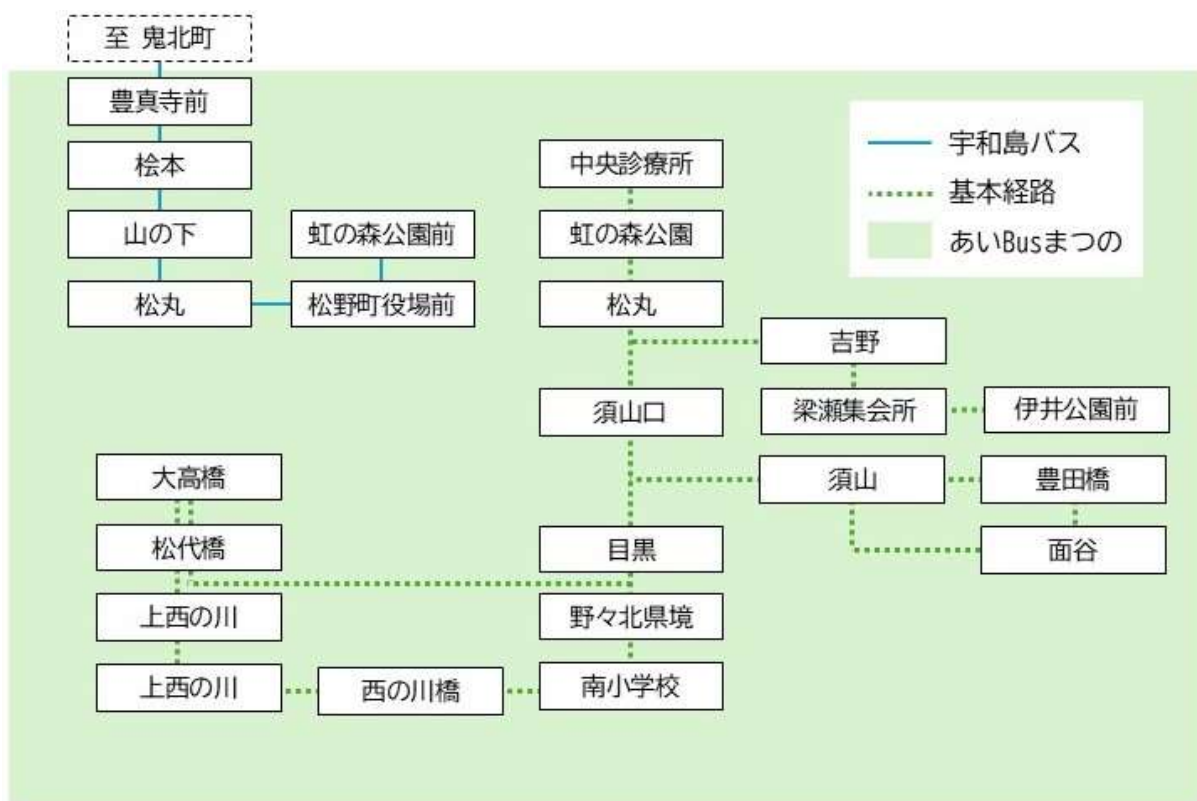 至 鬼北町
豊真寺前
桧本
山の下
松丸
虹の森公園前
松野町役場前
中央診療所
虹の森公園
松丸
吉野
須山口
梁瀬集会所
伊井公園前
須山
豊田橋
面谷
目黒
大高橋
松代橋
上西の川
上西の川
西の川橋
野々北県境
南小学校
宇和島バス
基本経路
あいBusまつの